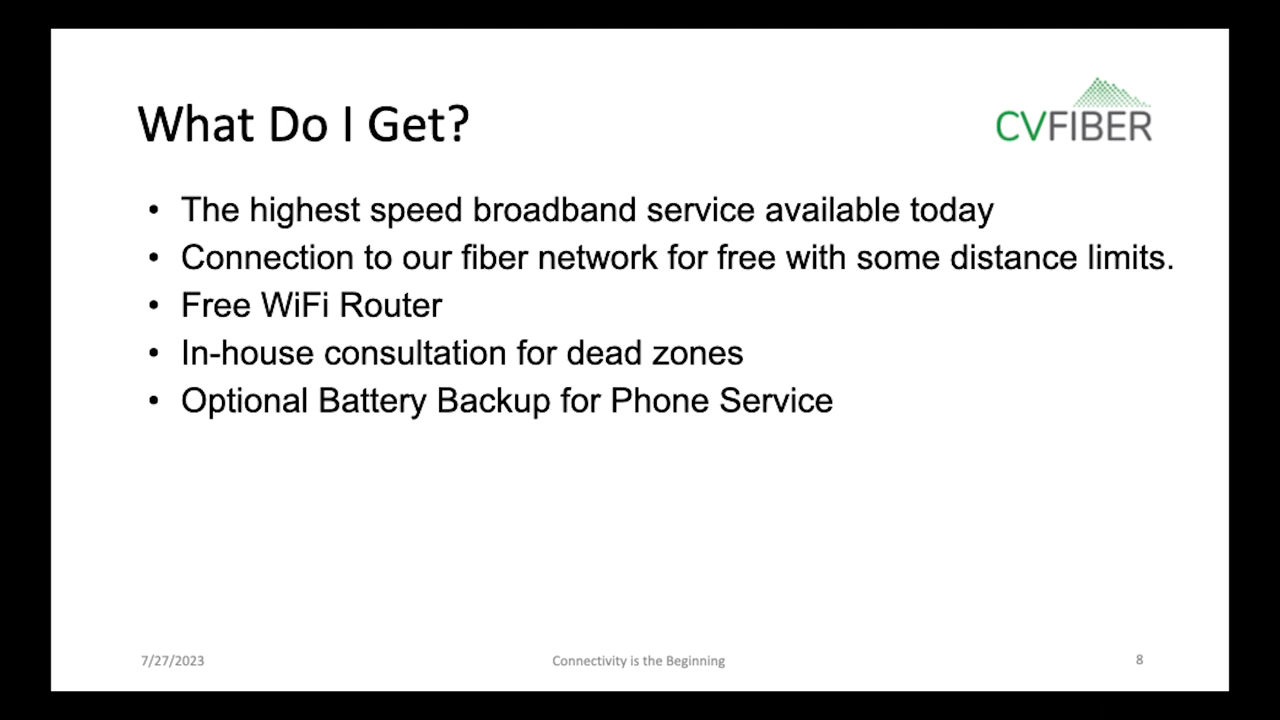 What Do I Get?
CVFIBER
• The highest speed broadband service available today
• Connection to our fiber network for free with some distance limits.
• Free WiFi Router
• In-house consultation for dead zones
• Optional Battery Backup for Phone Service
7/27/2023
Connectivity is the Beginning
8